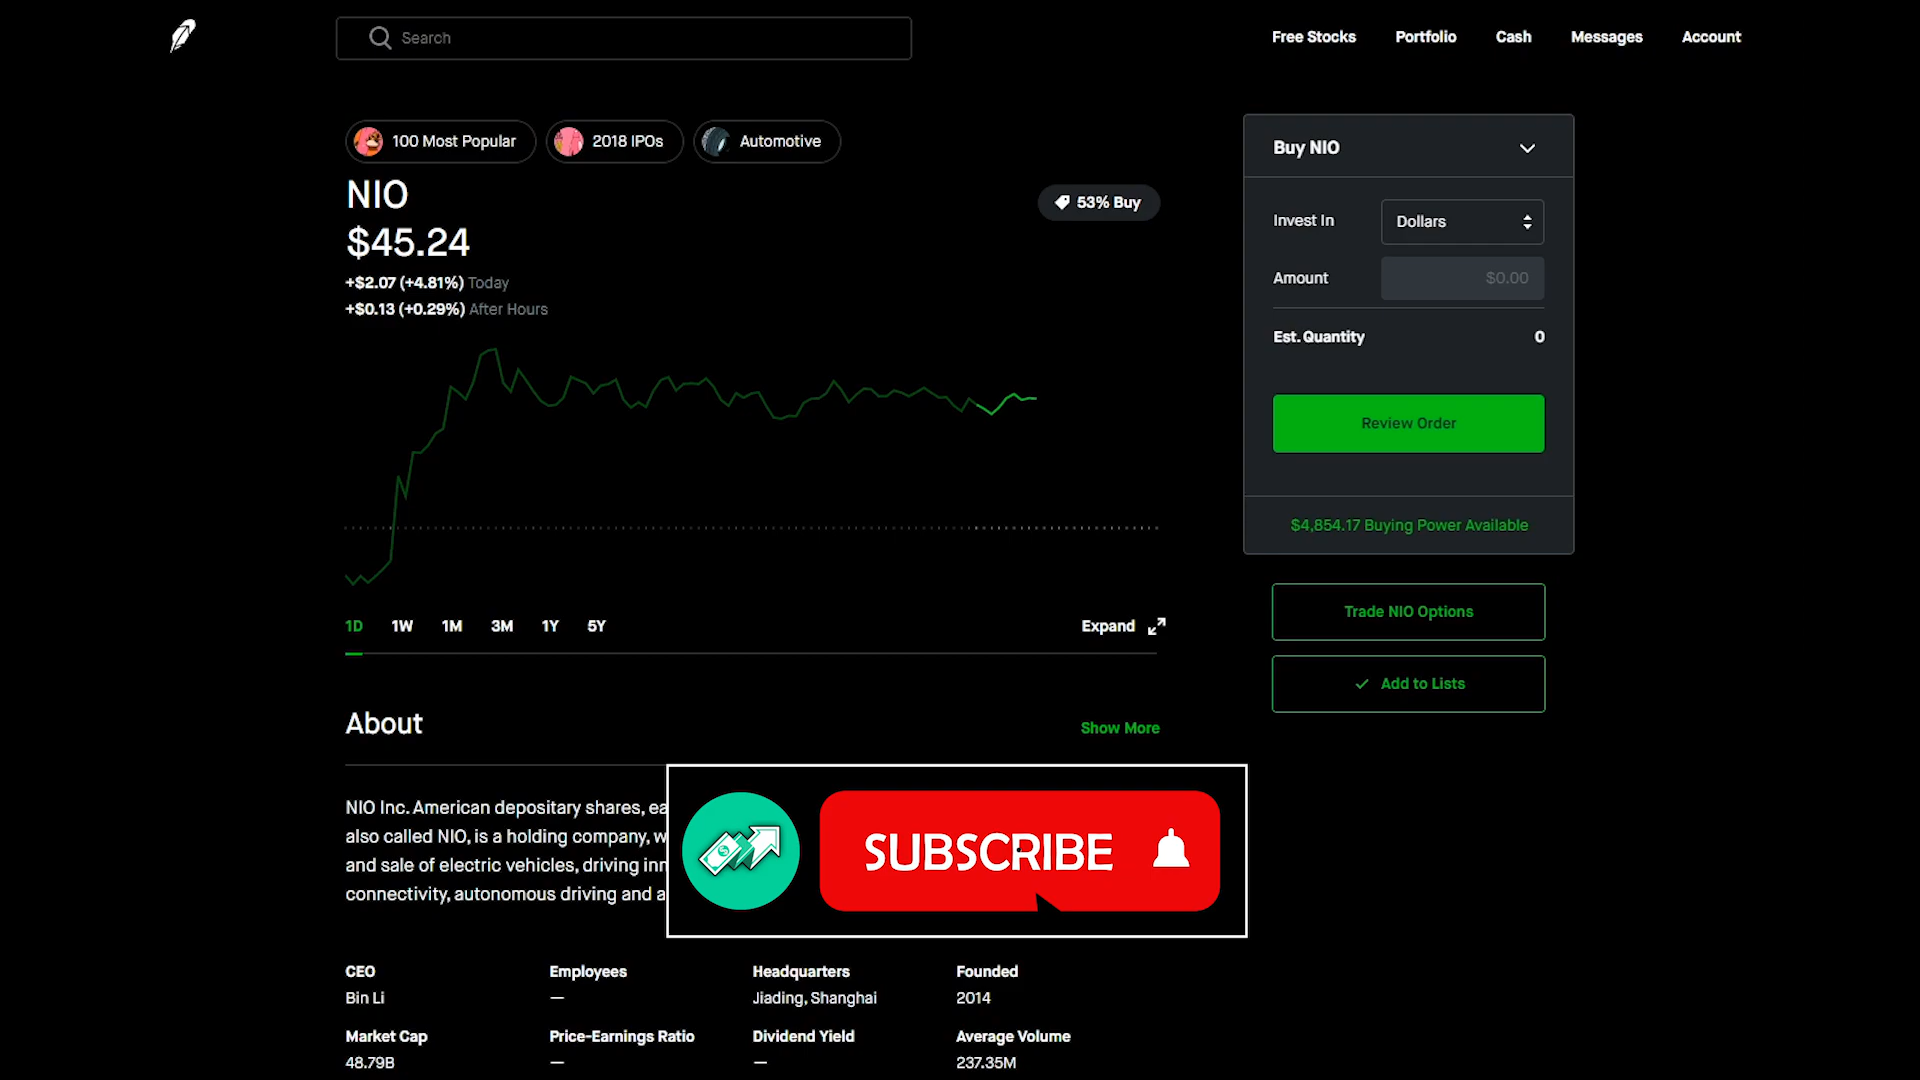 Search
Free Stocks
Portfolio
Cash
Messages
Account
100 Most Popular
2018 IPOs
Automotive
NIO
53% Buy
$45.24
+$2.07 (+4.81%) Today
+$0.13 (+0.29%) After Hours
Buy NIO
Invest In
Dollars
Amount
$0.00
Est. Quantity
0
Review Order
$4,854.17 Buying Power Available
Trade NIO Options
Add to Lists
1D
1W
1M
3M
1Y
5Y
Expand
About
Show More
NIO Inc. American depositary shares,
also called NIO, is a holding company,
and sale of electric vehicles, driving
connectivity, autonomous driving and
SUBSCRIBE
CEO
Employees
Headquarters
Founded
Bin Li
—
Jiading, Shanghai
2014
Market Cap
Price-Earnings Ratio
Dividend Yield
Average Volume
48.79B
—
—
237.35M